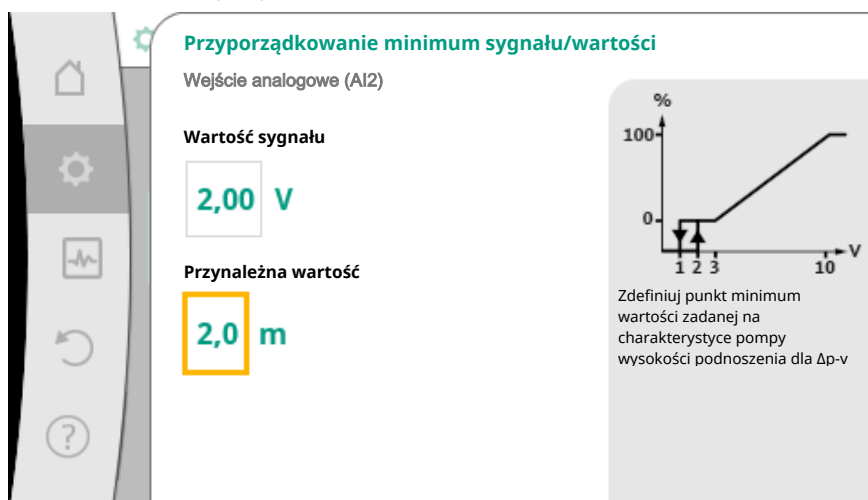 Przyporządkowanie minimum sygnału/wartości
Wejście analogowe (AI2)
Wartość sygnału
2,00 V
Przynależna wartość
2,0 m
%
100
0
1 2 3 10 V
Zdefiniuj punkt minimum
wartości zadanej na
charakterystyce pompy
wysokości podnoszenia dla Δp-v
?